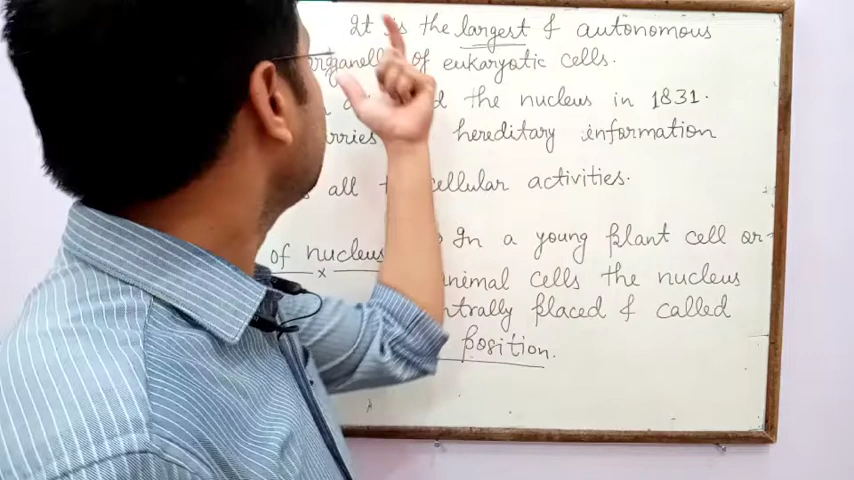 It is the largest & autonomous
organelle of eukaryotic cells.
the nucleus in 1831.
hereditary information
all cellular activities.
of nucleus In a young plant cell or
animal cells the nucleus
placed & called
position.